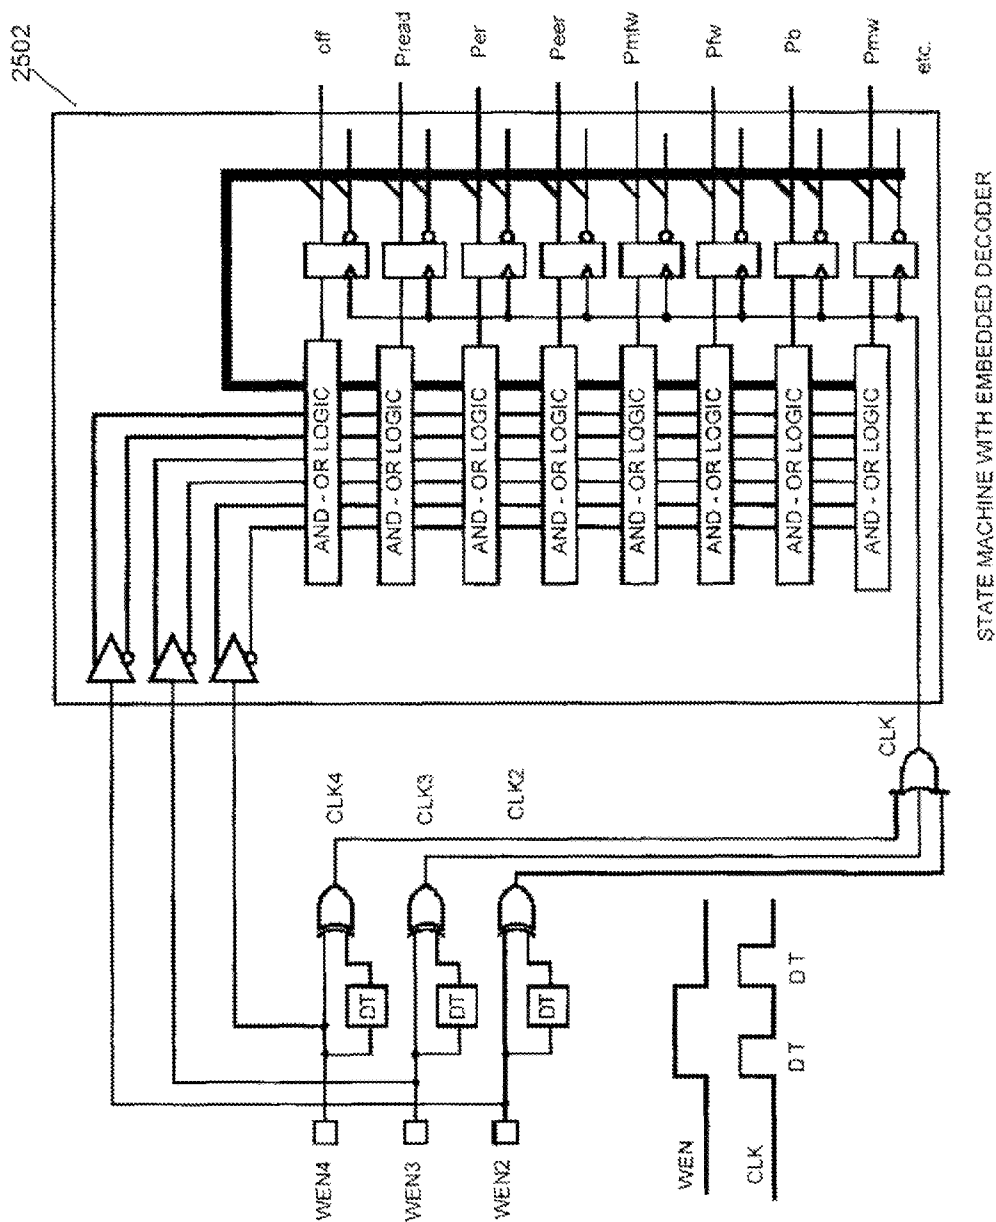 2502
off
Pread
Per
Peer
Pmfw
Pfw
Pb
Pmw
etc.
AND - OR LOGIC
AND - OR LOGIC
AND - OR LOGIC
AND - OR LOGIC
AND - OR LOGIC
AND - OR LOGIC
AND - OR LOGIC
AND - OR LOGIC
CLK4
CLK3
CLK2
CLK
DT
DT
DT
WEN4
WEN3
WEN2
WEN
CLK
DT
DT
STATE MACHINE WITH EMBEDDED DECODER